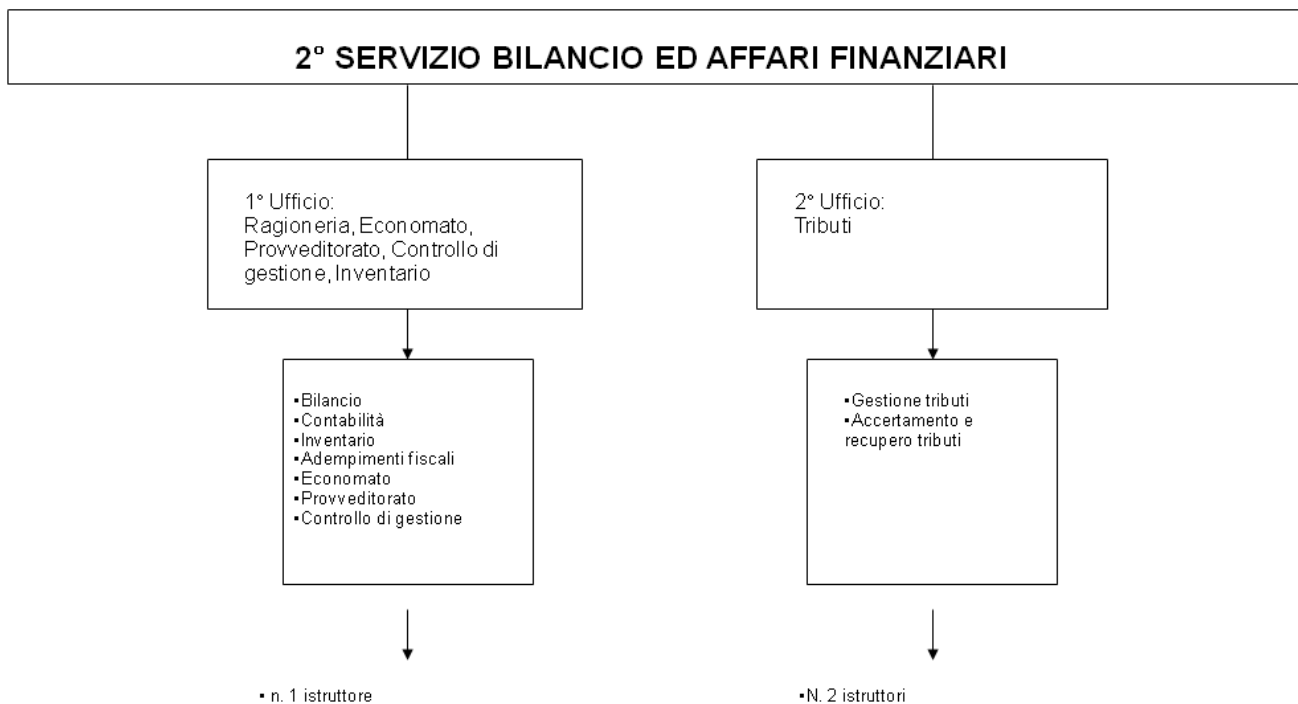 2° SERVIZIO BILANCIO ED AFFARI FINANZIARI
1° Ufficio:
Ragioneria, Economato,
Provveditorato, Controllo di
gestione, Inventario
2° Ufficio:
Tributi
▪Bilancio
▪Contabilità
▪Inventario
▪Adempimenti fiscali
▪Economato
▪Provveditorato
▪Controllo di gestione
▪Gestione tributi
▪Accertamento e
recupero tributi
▪ n. 1 istruttore
▪N. 2 istruttori